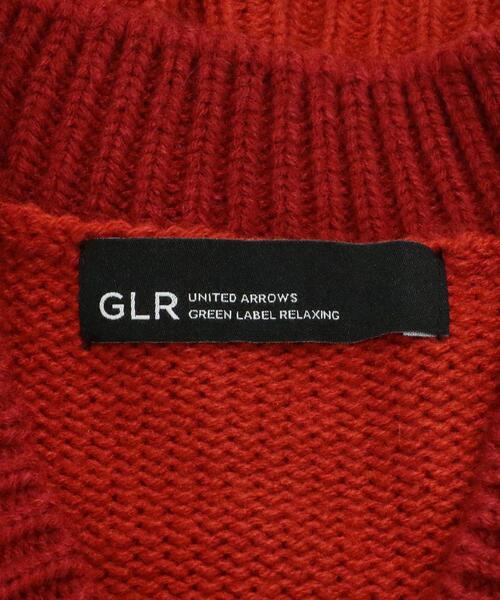 GLR
UNITED ARROWS
GREEN LABEL RELAXING